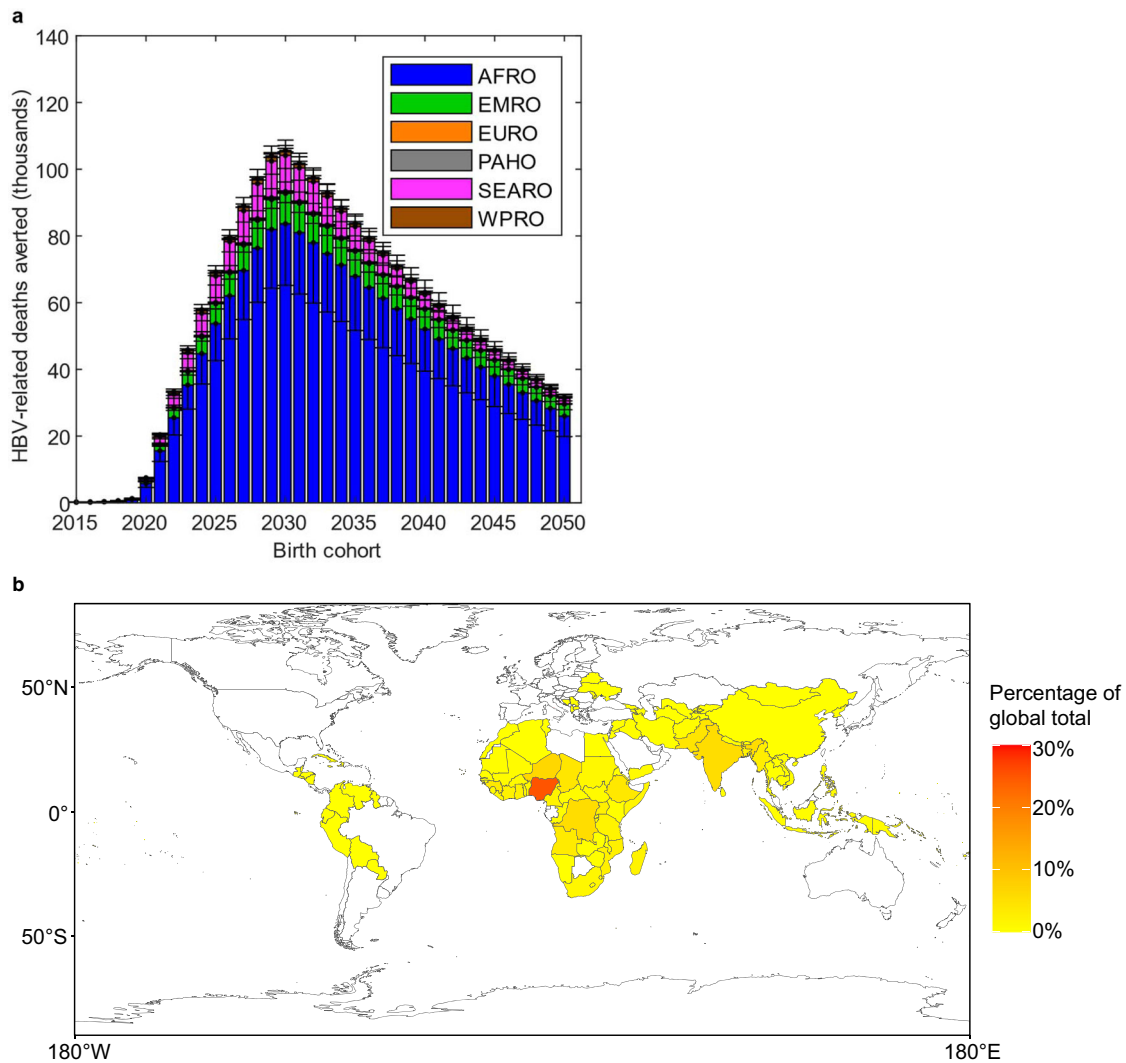 a
140
120
100
80
60
40
20
0
HBV-related deaths averted (thousands)
AFRO
EMRO
EURO
PAHO
SEARO
WPRO
2015 2020 2025 2030 2035 2040 2045 2050
Birth cohort
b
50°N
0°
50°S
180°W 180°E
Percentage of
global total
30%
20%
10%
0%